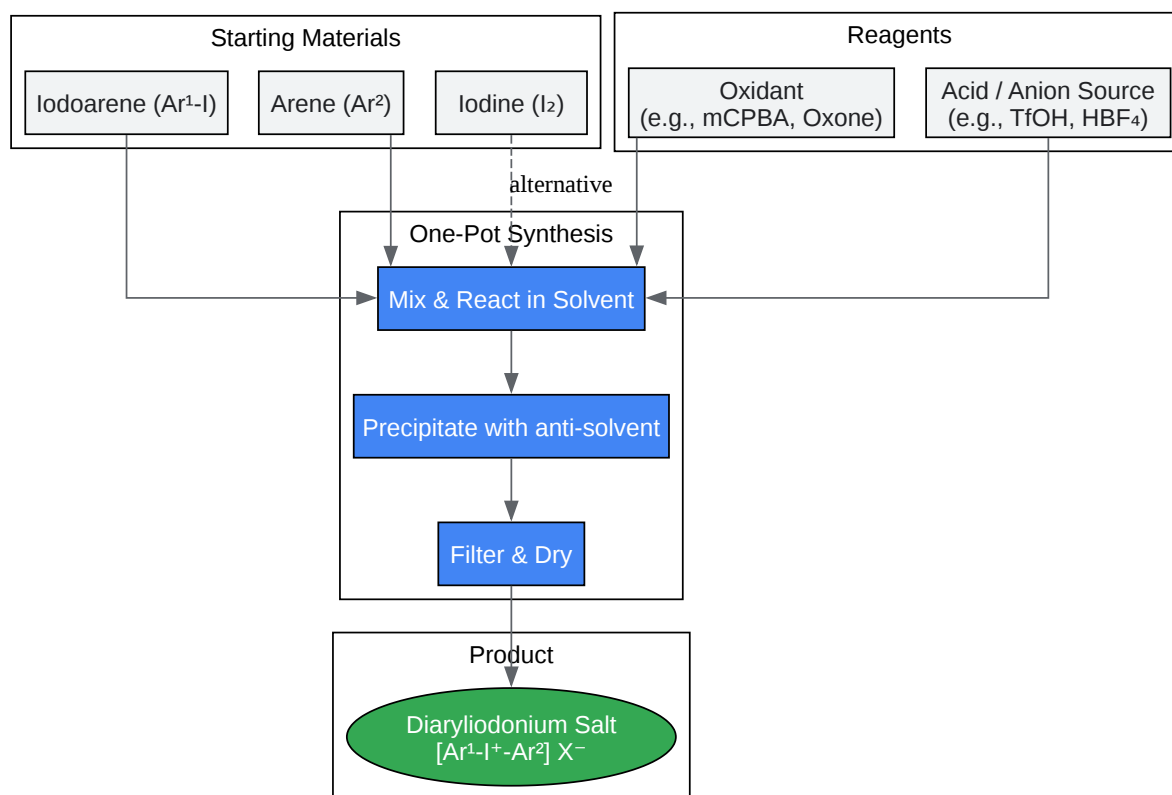 Starting Materials
Reagents
Iodoarene (Ar¹-I)
Arene (Ar²)
Iodine (I₂)
Oxidant
(e.g., mCPBA, Oxone)
Acid / Anion Source
(e.g., TfOH, HBF₄)
alternative
One-Pot Synthesis
Mix & React in Solvent
Precipitate with anti-solvent
Filter & Dry
Product
Diaryliodonium Salt
[Ar¹-I⁺-Ar²] X⁻